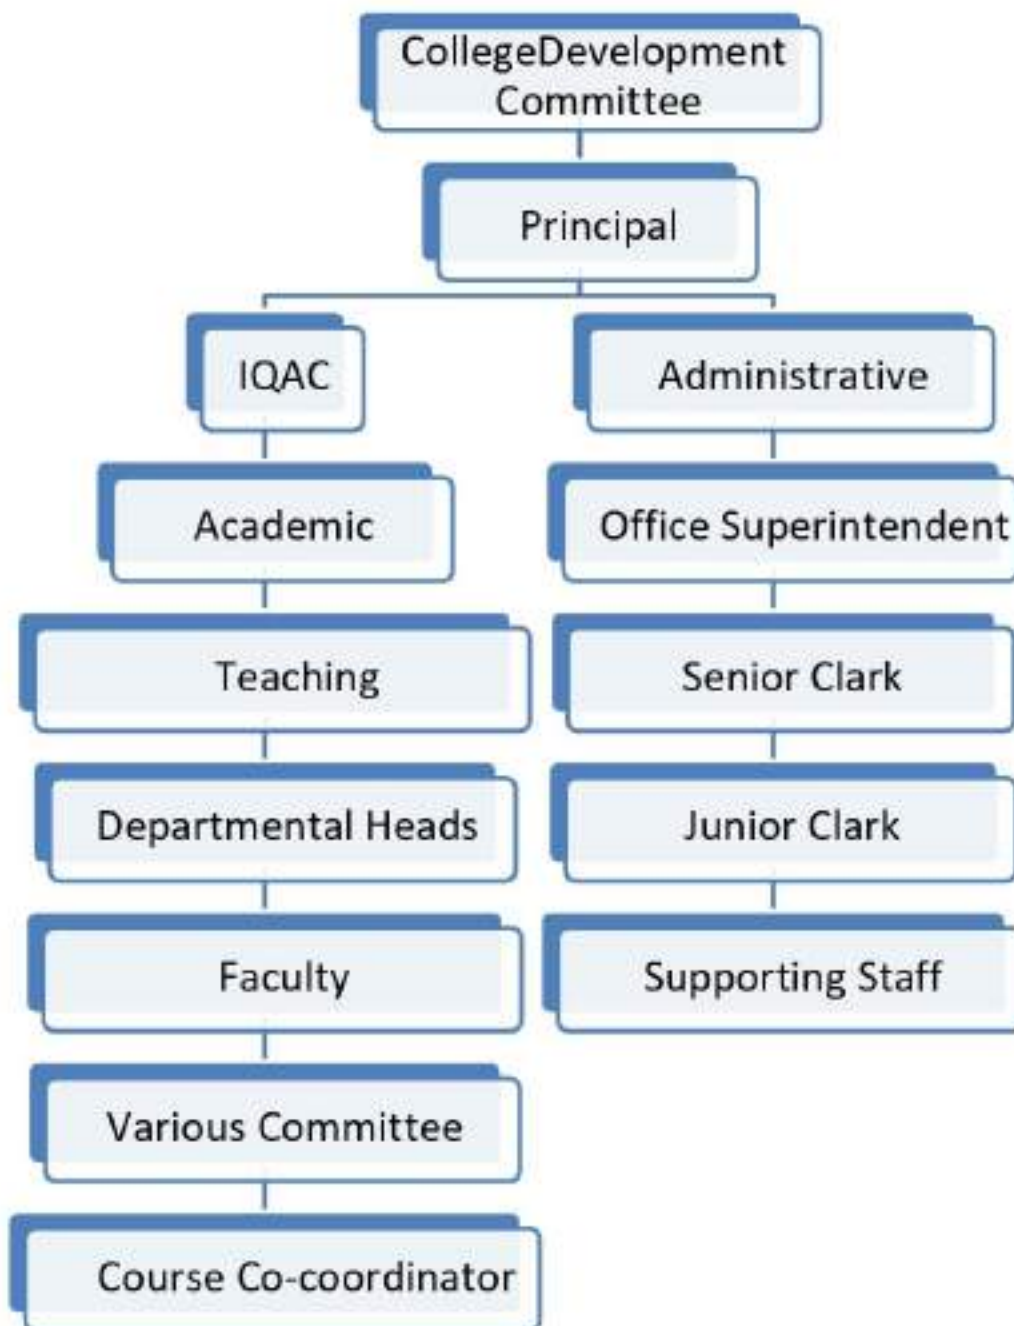 CollegeDevelopment
Committee
Principal
IQAC
Administrative
Academic
Office Superintendent
Teaching
Senior Clark
Departmental Heads
Junior Clark
Faculty
Supporting Staff
Various Committee
Course Co-coordinator